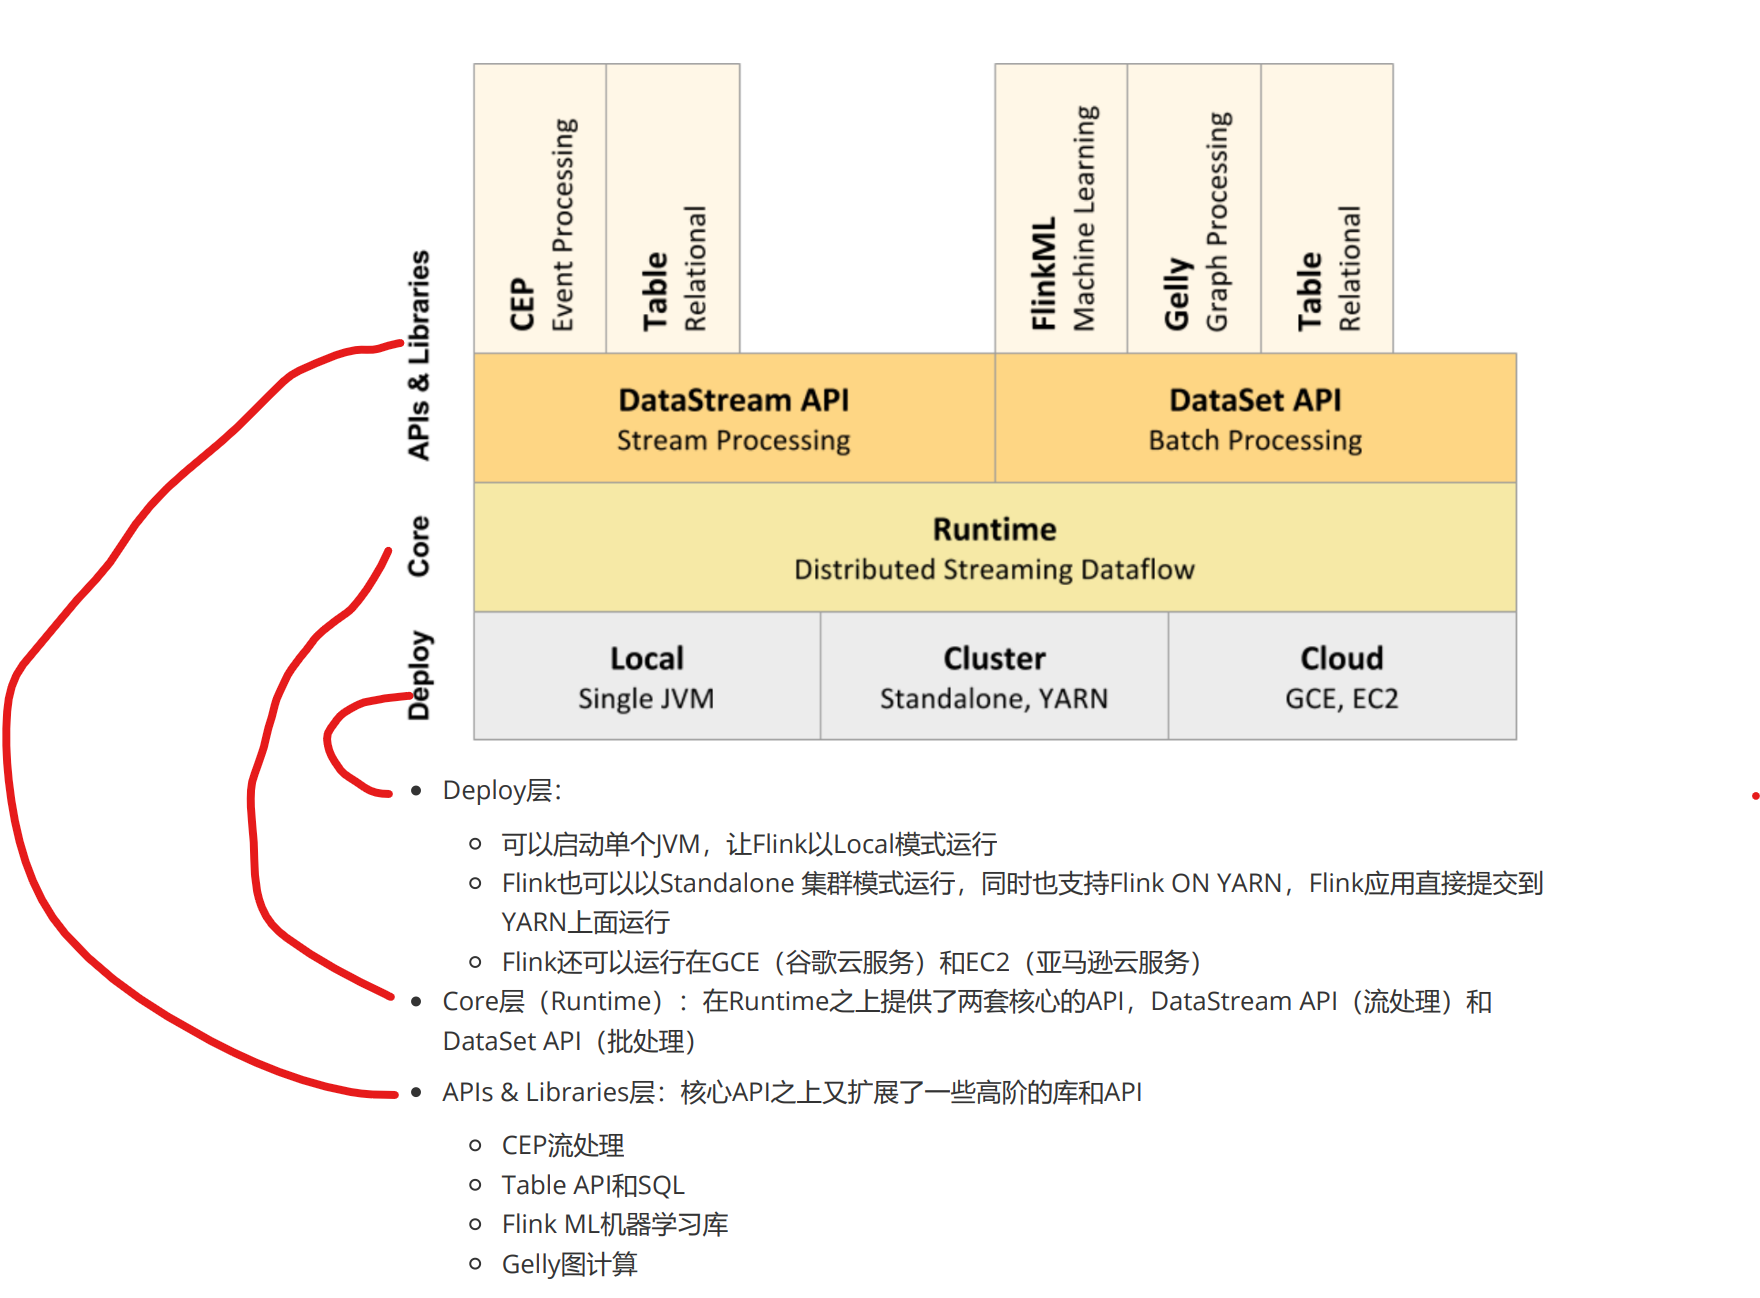 CEP
Event Processing
Table
Relational
FlinkML
Machine Learning
Gelly
Graph Processing
Table
Relational
APIs & Libraries
DataStream API
Stream Processing
DataSet API
Batch Processing
Core
Runtime
Distributed Streaming Dataflow
Deploy
Local
Single JVM
Cluster
Standalone, YARN
Cloud
GCE, EC2
Deploy层：
可以启动单个JVM，让Flink以Local模式运行
Flink也可以以Standalone 集群模式运行，同时也支持Flink ON YARN，Flink应用直接提交到
YARN上面运行
Flink还可以运行在GCE（谷歌云服务）和EC2（亚马逊云服务）
Core层（Runtime）：在Runtime之上提供了两套核心的API，DataStream API（流处理）和
DataSet API（批处理）
APIs & Libraries层：核心API之上又扩展了一些高阶的库和API
CEP流处理
Table API和SQL
Flink ML机器学习库
Gelly图计算